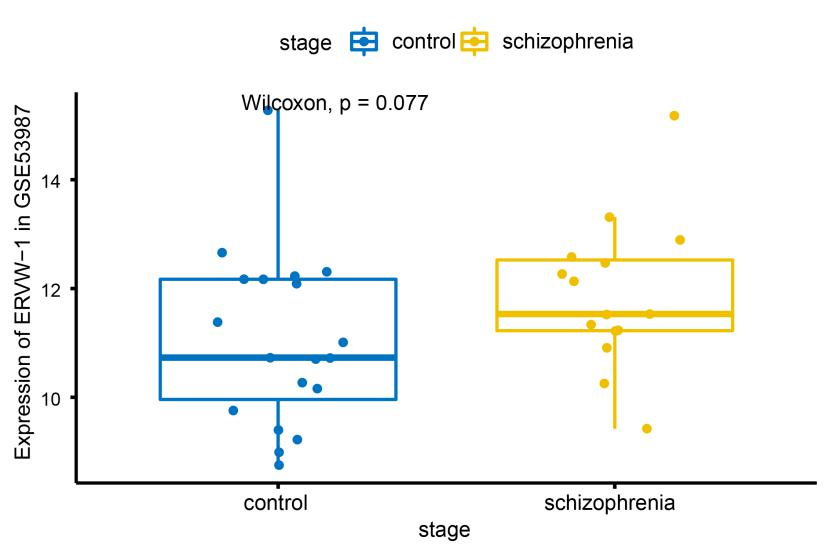 stage control schizophrenia
Wilcoxon, p = 0.077
Expression of ERVW−1 in GSE53987
14
12
10
control schizophrenia
stage